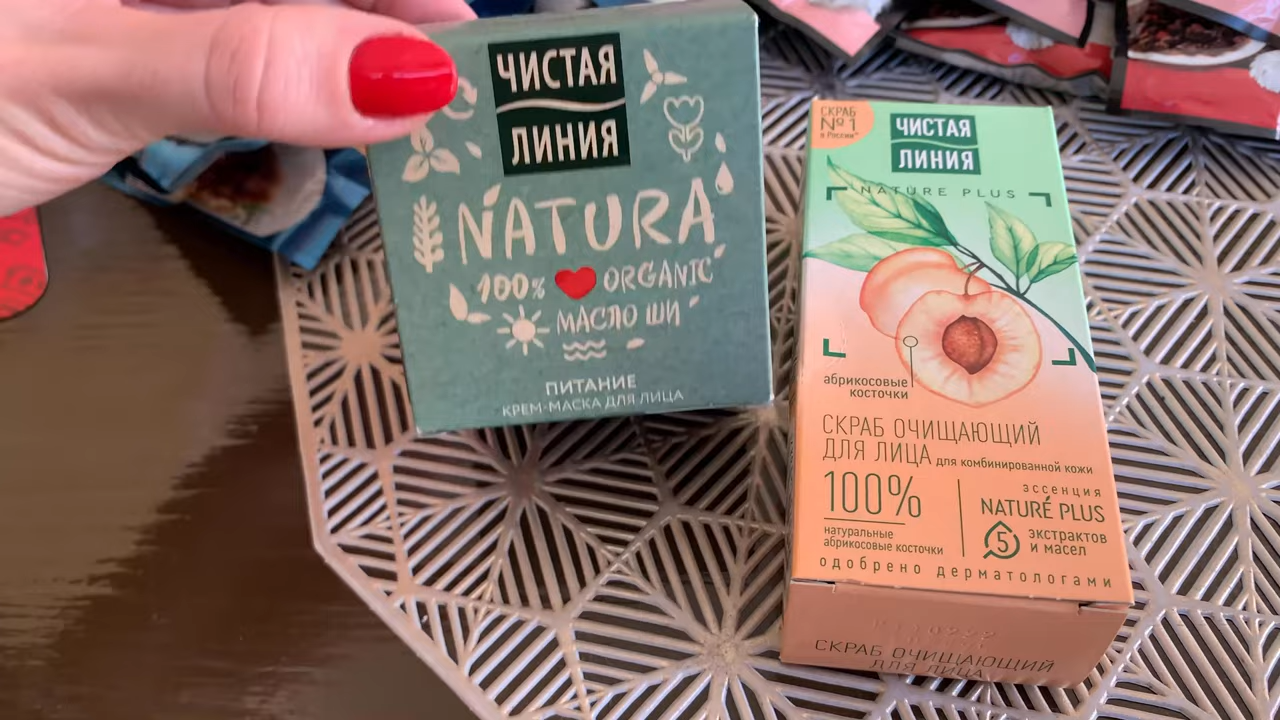 ЧИСТАЯ
ЛИНИЯ
NATURA
100% ORGANIC
МАСЛО ШИ
ПИТАНИЕ
КРЕМ-МАСКА ДЛЯ ЛИЦА
СКРАБ
№1
в России*
ЧИСТАЯ
ЛИНИЯ
NATURE PLUS
абрикосовые
косточки
СКРАБ ОЧИЩАЮЩИЙ
ДЛЯ ЛИЦА для комбинированной кожи
100%
натуральные
абрикосовые косточки
эссенция
NATURÉ PLUS
5 экстрактов
и масел
одобрено дерматологами
СКРАБ ОЧИЩАЮЩИЙ
ДЛЯ ЛИЦА